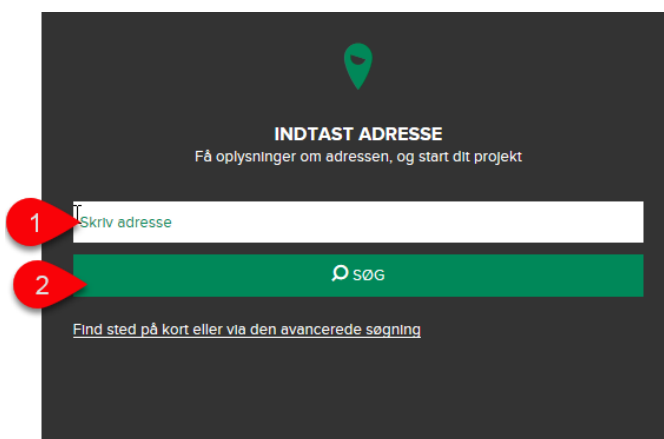 INDTAST ADRESSE
Få oplysninger om adressen, og start dit projekt
1
Skriv adresse
2
SØG
Find sted på kort eller via den avancerede søgning